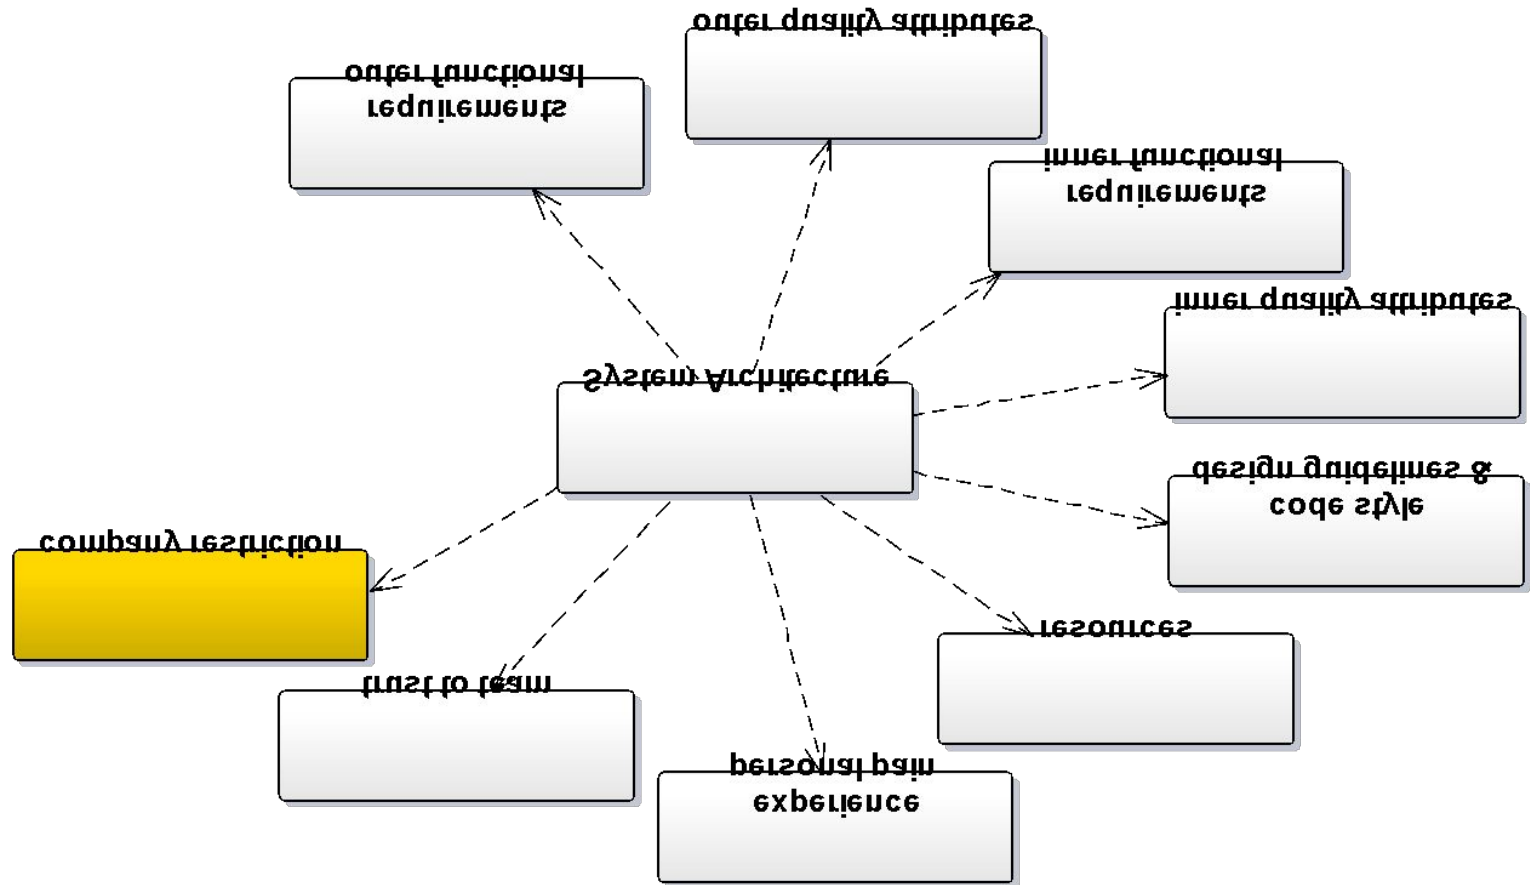 outer quality attributes
outer functional
requirements
inner functional
requirements
inner quality attributes
System Architecture
design guidelines &
code style
company restriction
resources
trust to team
personal pain
experience